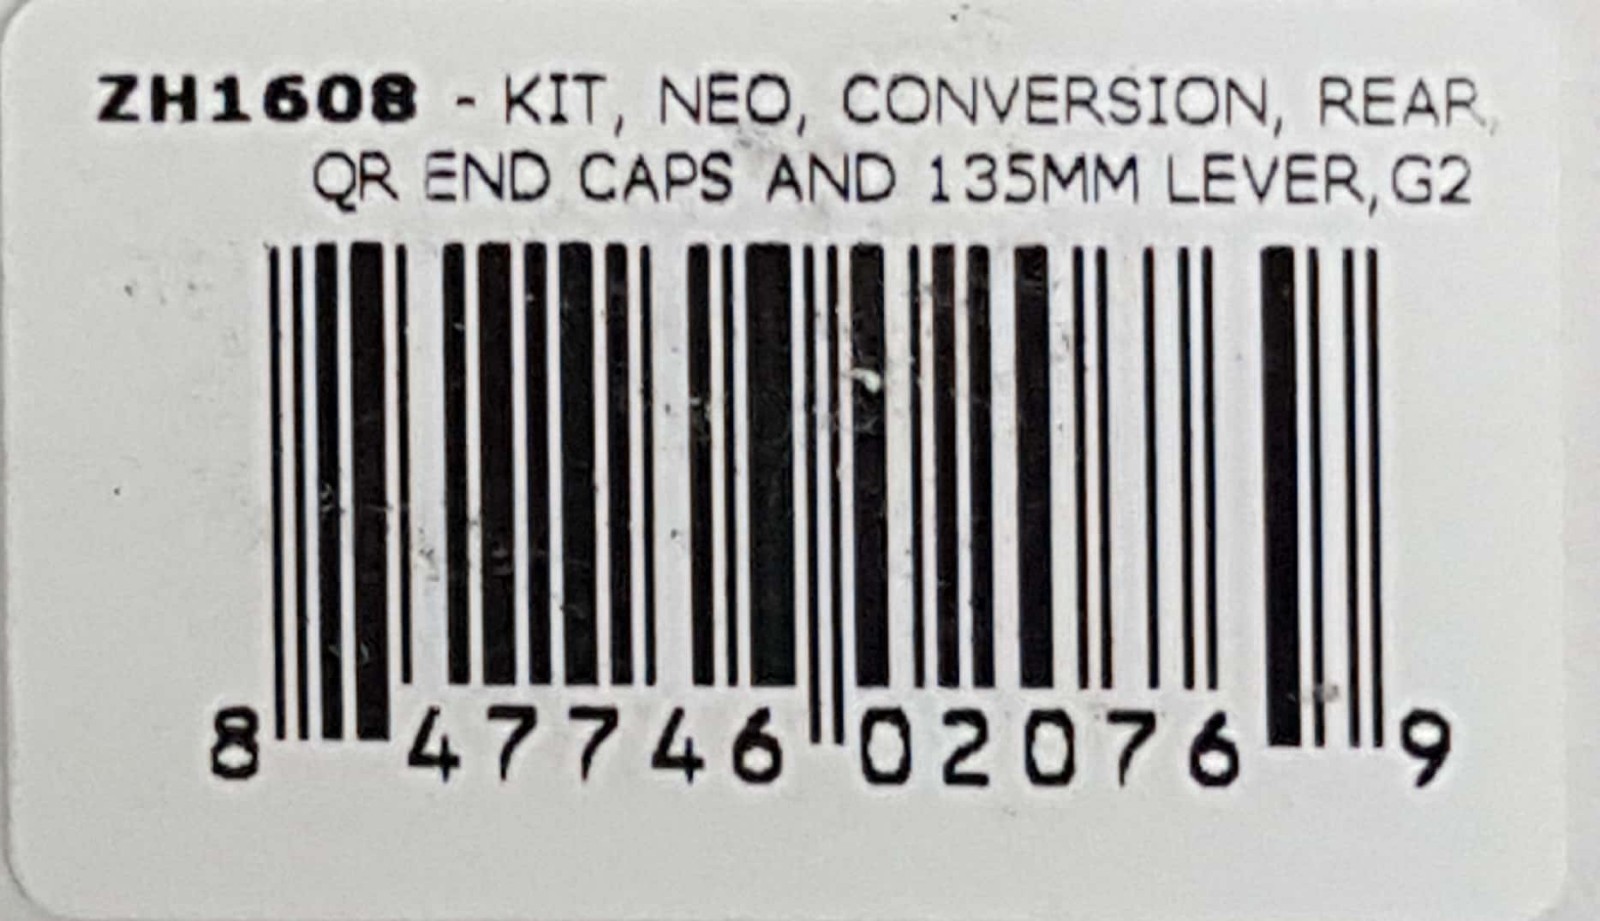 ZH1608 - KIT, NEO, CONVERSION, REAR,
QR END CAPS AND 135MM LEVER,G2
8 47746 02076 9